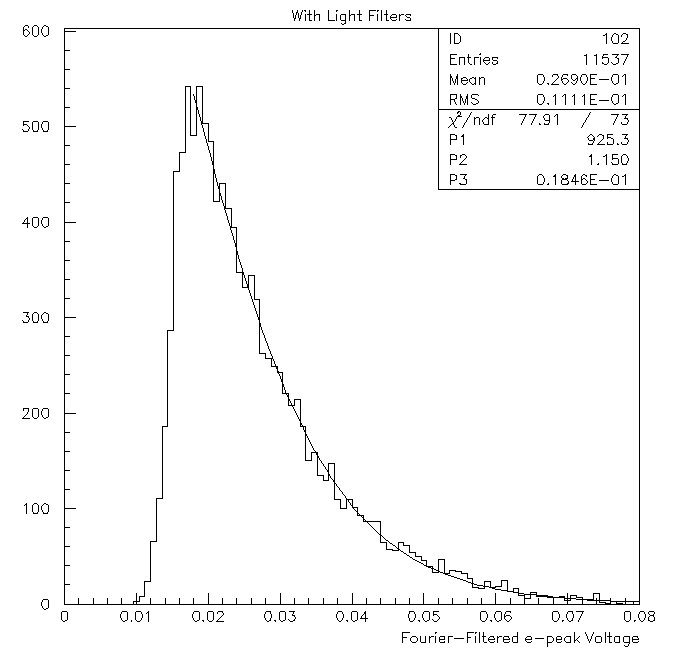 With Light Filters
ID 102
Entries 11537
Mean 0.2690E-01
RMS 0.1111E-01
χ²/ndf 77.91 / 73
P1 925.3
P2 1.150
P3 0.1846E-01
600
500
400
300
200
100
0
0 0.01 0.02 0.03 0.04 0.05 0.06 0.07 0.08
Fourier-Filtered e-peak Voltage